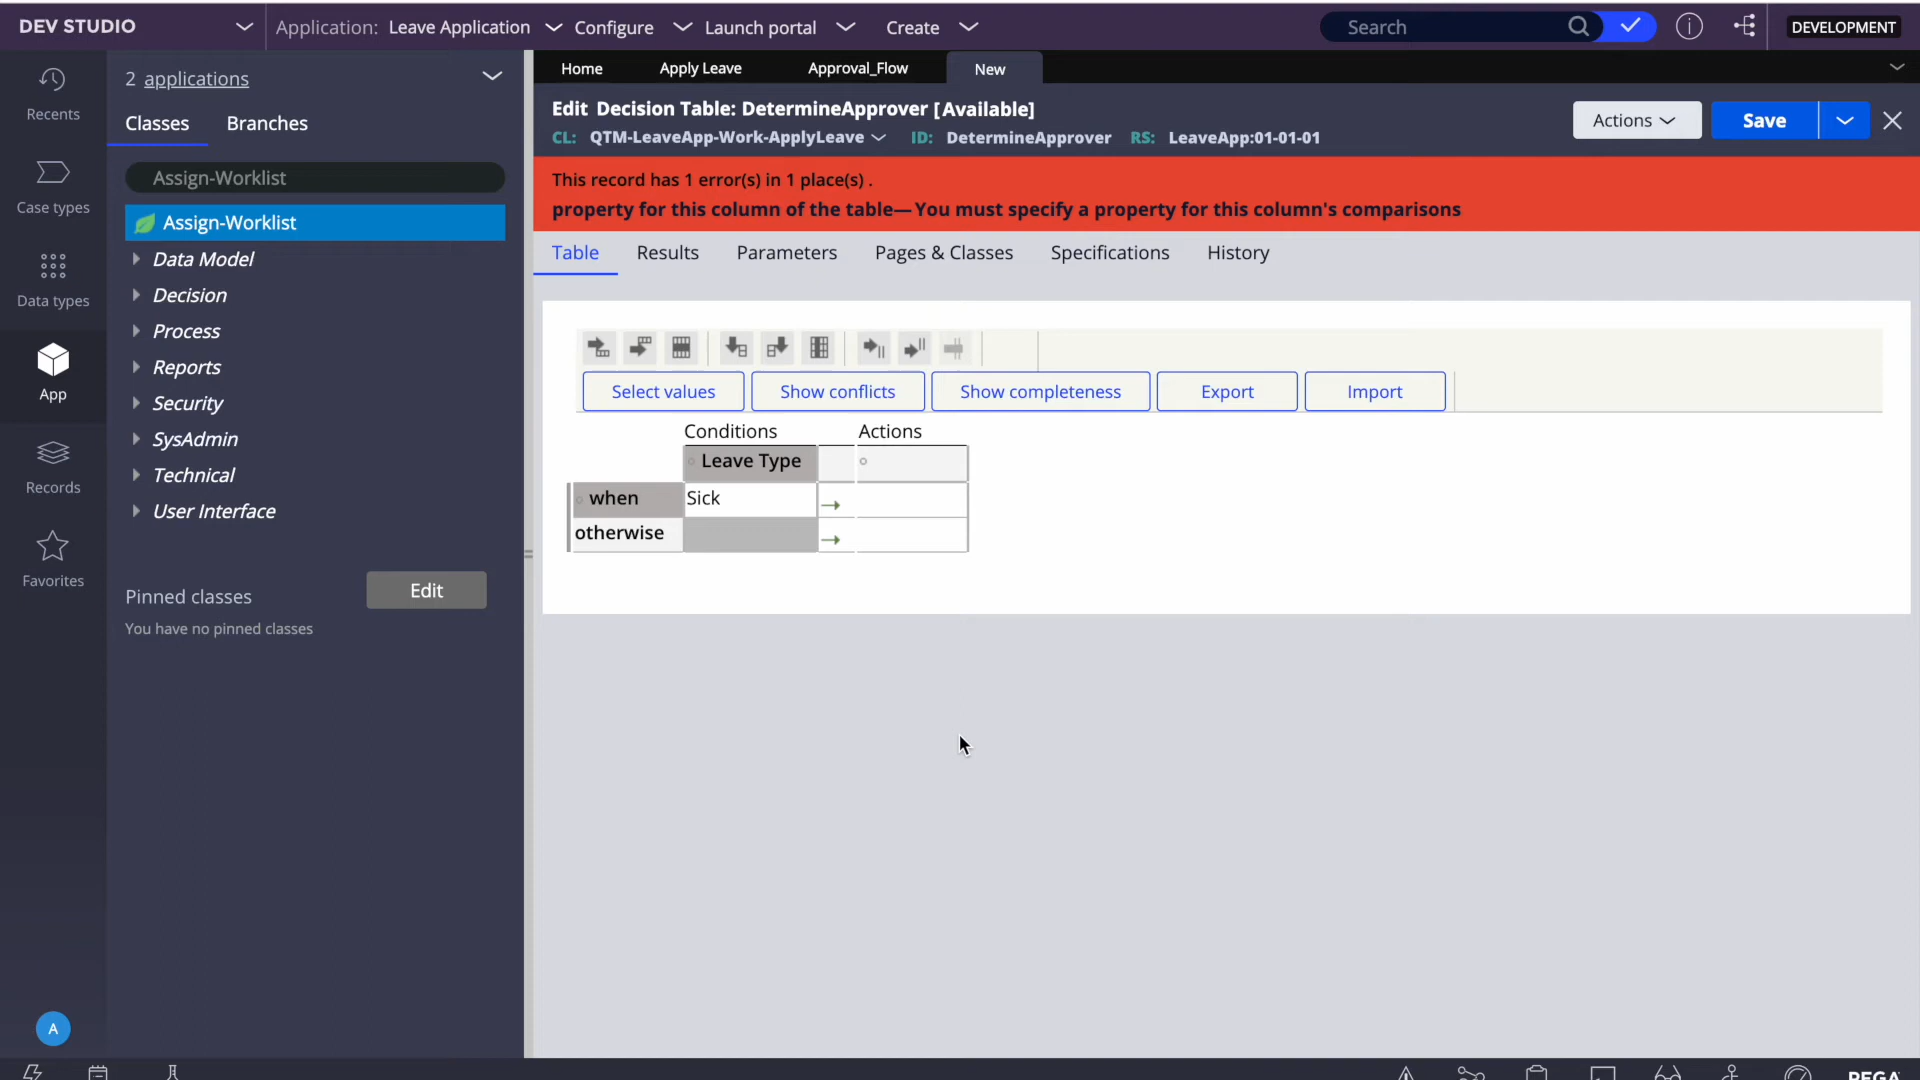 DEV STUDIO
Application: Leave Application
Configure
Launch portal
Create
Search
DEVELOPMENT
Recents
Case types
Data types
App
Records
Favorites
A
2 applications
Classes
Branches
Assign-Worklist
Assign-Worklist
Data Model
Decision
Process
Reports
Security
SysAdmin
Technical
User Interface
Pinned classes
Edit
You have no pinned classes
Home
Apply Leave
Approval_Flow
New
Edit Decision Table: DetermineApprover [Available]
CL: QTM-LeaveApp-Work-ApplyLeave ID: DetermineApprover RS: LeaveApp:01-01-01
Actions
Save
This record has 1 error(s) in 1 place(s) .
property for this column of the table—You must specify a property for this column's comparisons
Table
Results
Parameters
Pages & Classes
Specifications
History
Select values
Show conflicts
Show completeness
Export
Import
Conditions
Actions
Leave Type
when
Sick
otherwise
PEGA